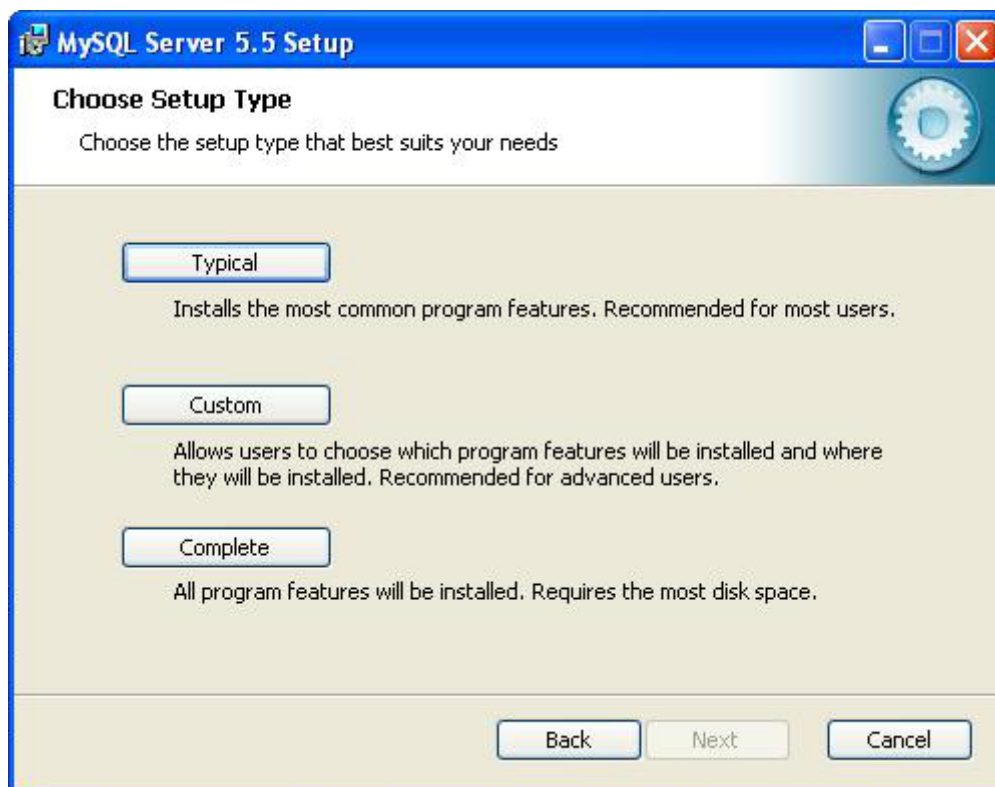 MySQL Server 5.5 Setup
Choose Setup Type
Choose the setup type that best suits your needs
Typical
Installs the most common program features. Recommended for most users.
Custom
Allows users to choose which program features will be installed and where
they will be installed. Recommended for advanced users.
Complete
All program features will be installed. Requires the most disk space.
Back Next Cancel